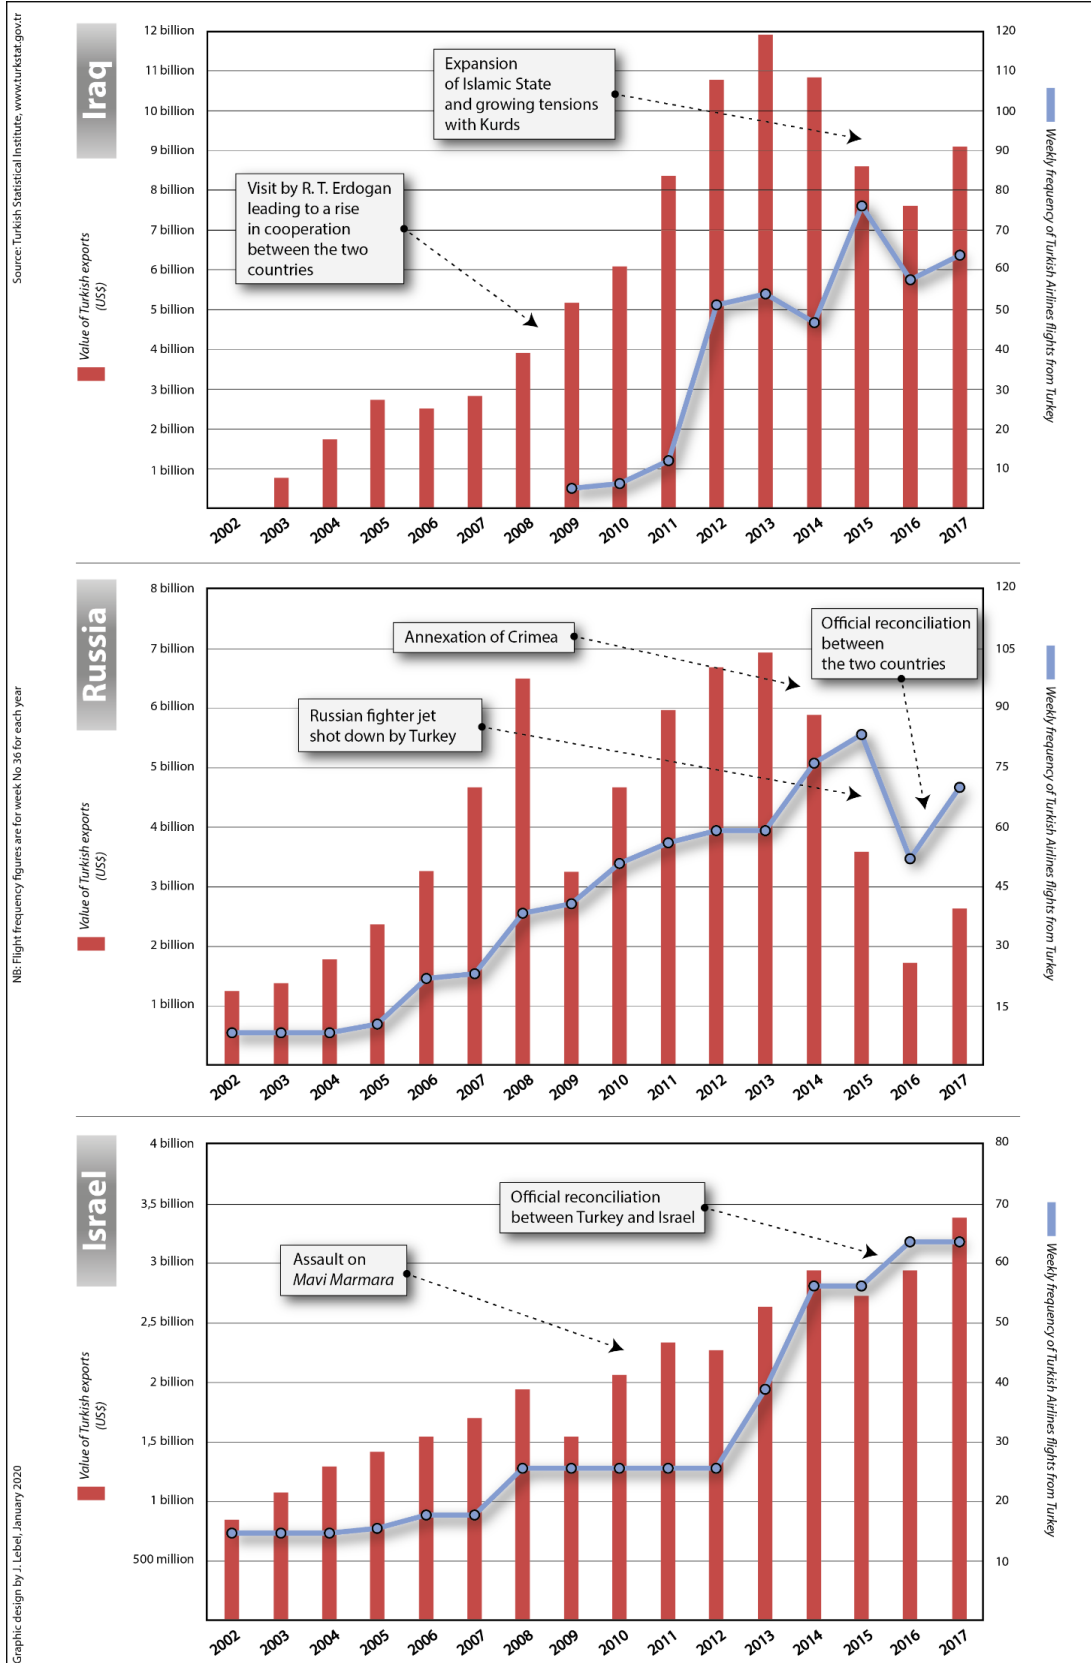 Source: Turkish Statistical Institute, www.turkstat.gov.tr
NB: Flight frequency figures are for week No 36 for each year
Graphic design by J. Lebel, January 2020
Iraq
Value of Turkish exports
(US$)
12 billion
11 billion
10 billion
9 billion
8 billion
7 billion
6 billion
5 billion
4 billion
3 billion
2 billion
1 billion
Expansion
of Islamic State
and growing tensions
with Kurds
Visit by R. T. Erdogan
leading to a rise
in cooperation
between the two
countries
120
110
100
90
80
70
60
50
40
30
20
10
Weekly frequency of Turkish Airlines flights from Turkey
2002 2003 2004 2005 2006 2007 2008 2009 2010 2011 2012 2013 2014 2015 2016 2017
Russia
Value of Turkish exports
(US$)
8 billion
7 billion
6 billion
5 billion
4 billion
3 billion
2 billion
1 billion
Annexation of Crimea
Official reconciliation
between
the two countries
Russian fighter jet
shot down by Turkey
120
105
90
75
60
45
30
15
Weekly frequency of Turkish Airlines flights from Turkey
2002 2003 2004 2005 2006 2007 2008 2009 2010 2011 2012 2013 2014 2015 2016 2017
Israel
Value of Turkish exports
(US$)
4 billion
3,5 billion
3 billion
2,5 billion
2 billion
1,5 billion
1 billion
500 million
Official reconciliation
between Turkey and Israel
Assault on
Mavi Marmara
80
70
60
50
40
30
20
10
Weekly frequency of Turkish Airlines flights from Turkey
2002 2003 2004 2005 2006 2007 2008 2009 2010 2011 2012 2013 2014 2015 2016 2017